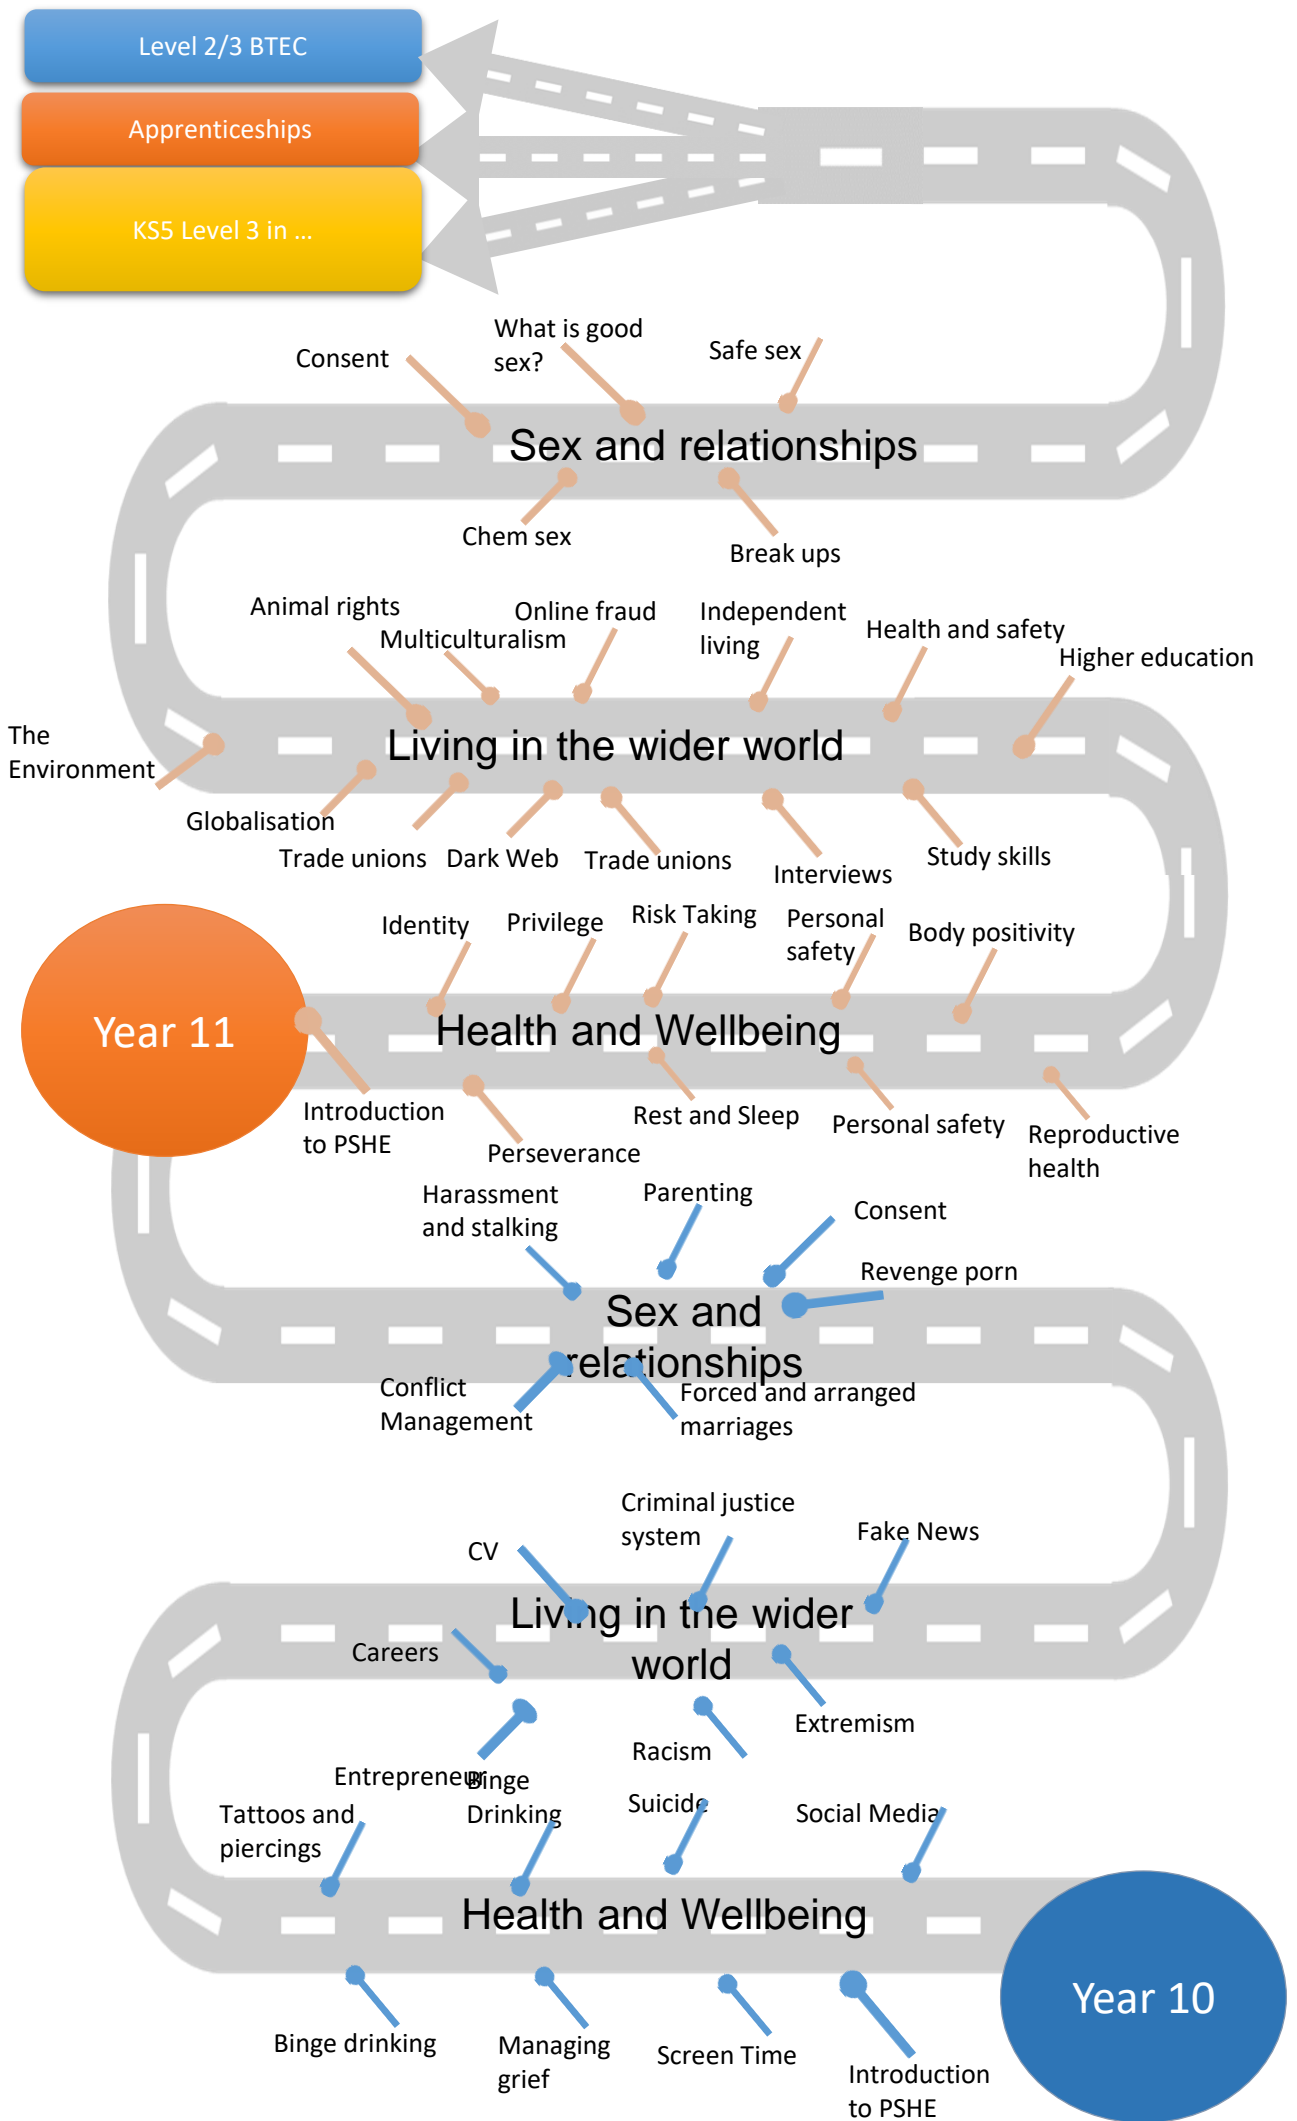 Level 2/3 BTEC
Apprenticeships
KS5 Level 3 in ...
What is good
sex?
Safe sex
Consent
Sex and relationships
Chem sex
Break ups
Animal rights
Multiculturalism
Online fraud
Independent
living
Health and safety
Higher education
The
Environment
Living in the wider world
Globalisation
Trade unions
Dark Web
Trade unions
Interviews
Study skills
Identity
Privilege
Risk Taking
Personal
safety
Body positivity
Year 11
Health and Wellbeing
Introduction
to PSHE
Perseverance
Rest and Sleep
Personal safety
Reproductive
health
Harassment
and stalking
Parenting
Consent
Revenge porn
Sex and
relationships
Conflict
Management
Forced and arranged
marriages
Criminal justice
system
Fake News
CV
Living in the wider
world
Careers
Extremism
Racism
Entrepreneur
Binge
Drinking
Suicide
Social Media
Tattoos and
piercings
Health and Wellbeing
Year 10
Binge drinking
Managing
grief
Screen Time
Introduction
to PSHE